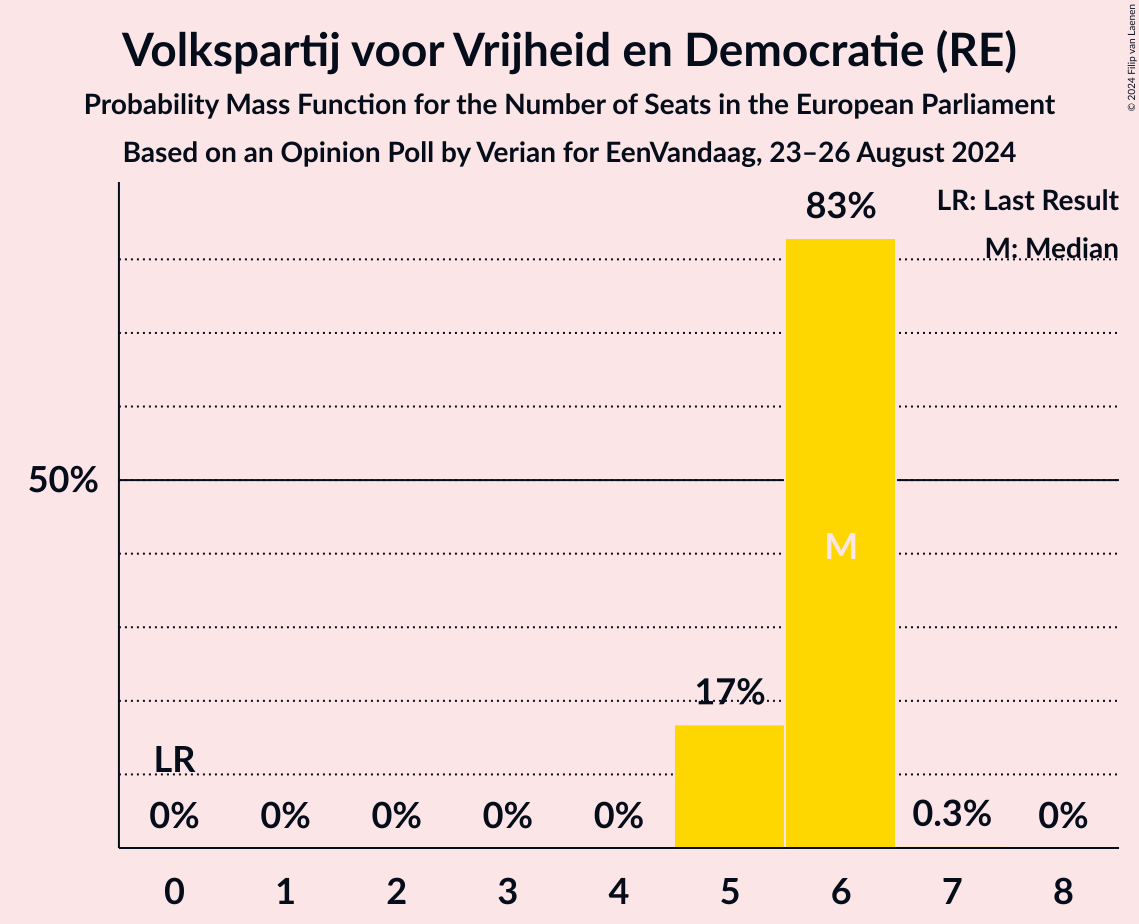 Volkspartij voor Vrijheid en Democratie (RE)
Probability Mass Function for the Number of Seats in the European Parliament
Based on an Opinion Poll by Verian for EenVandaag, 23–26 August 2024
© 2024 Filip van Laenen
LR: Last Result
M: Median
83%
50%
M
17%
LR
0% 0% 0% 0% 0% 0.3% 0%
0 1 2 3 4 5 6 7 8